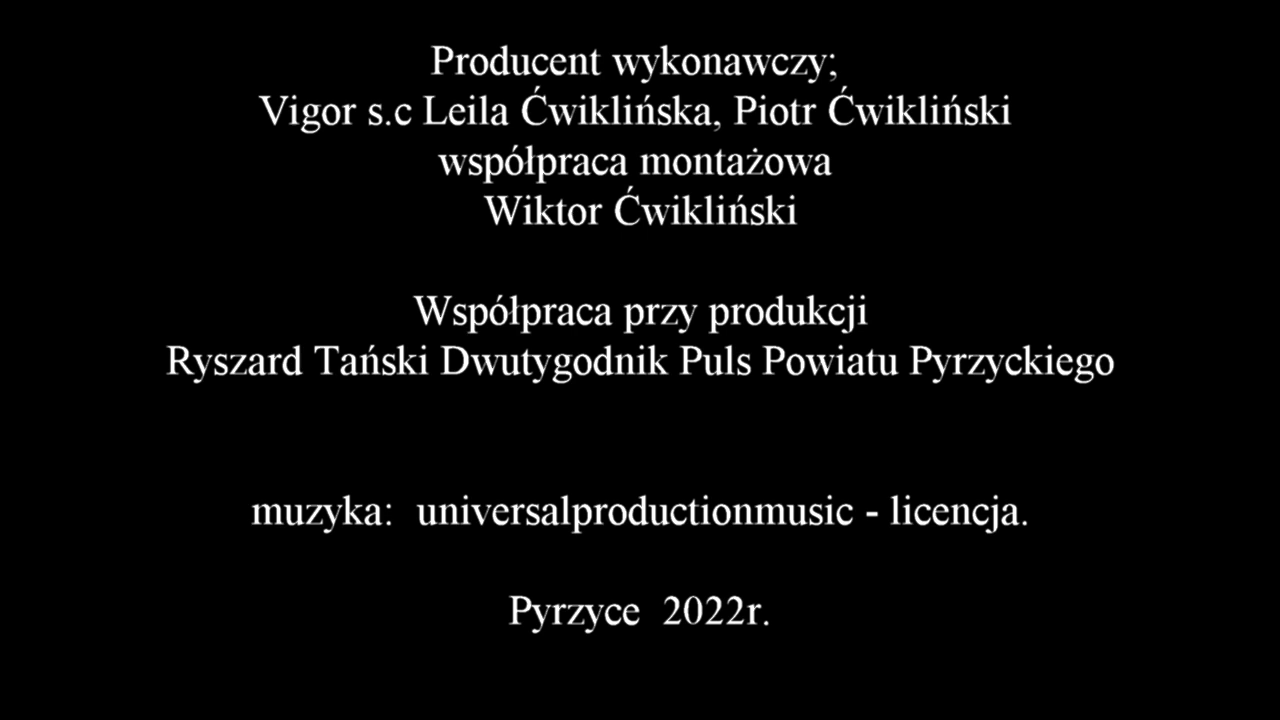 Producent wykonawczy;
Vigor s.c Leila Ćwiklińska, Piotr Ćwikliński
współpraca montażowa
Wiktor Ćwikliński
Współpraca przy produkcji
Ryszard Tański Dwutygodnik Puls Powiatu Pyrzyckiego
muzyka:  universalproductionmusic - licencja.
Pyrzyce  2022r.